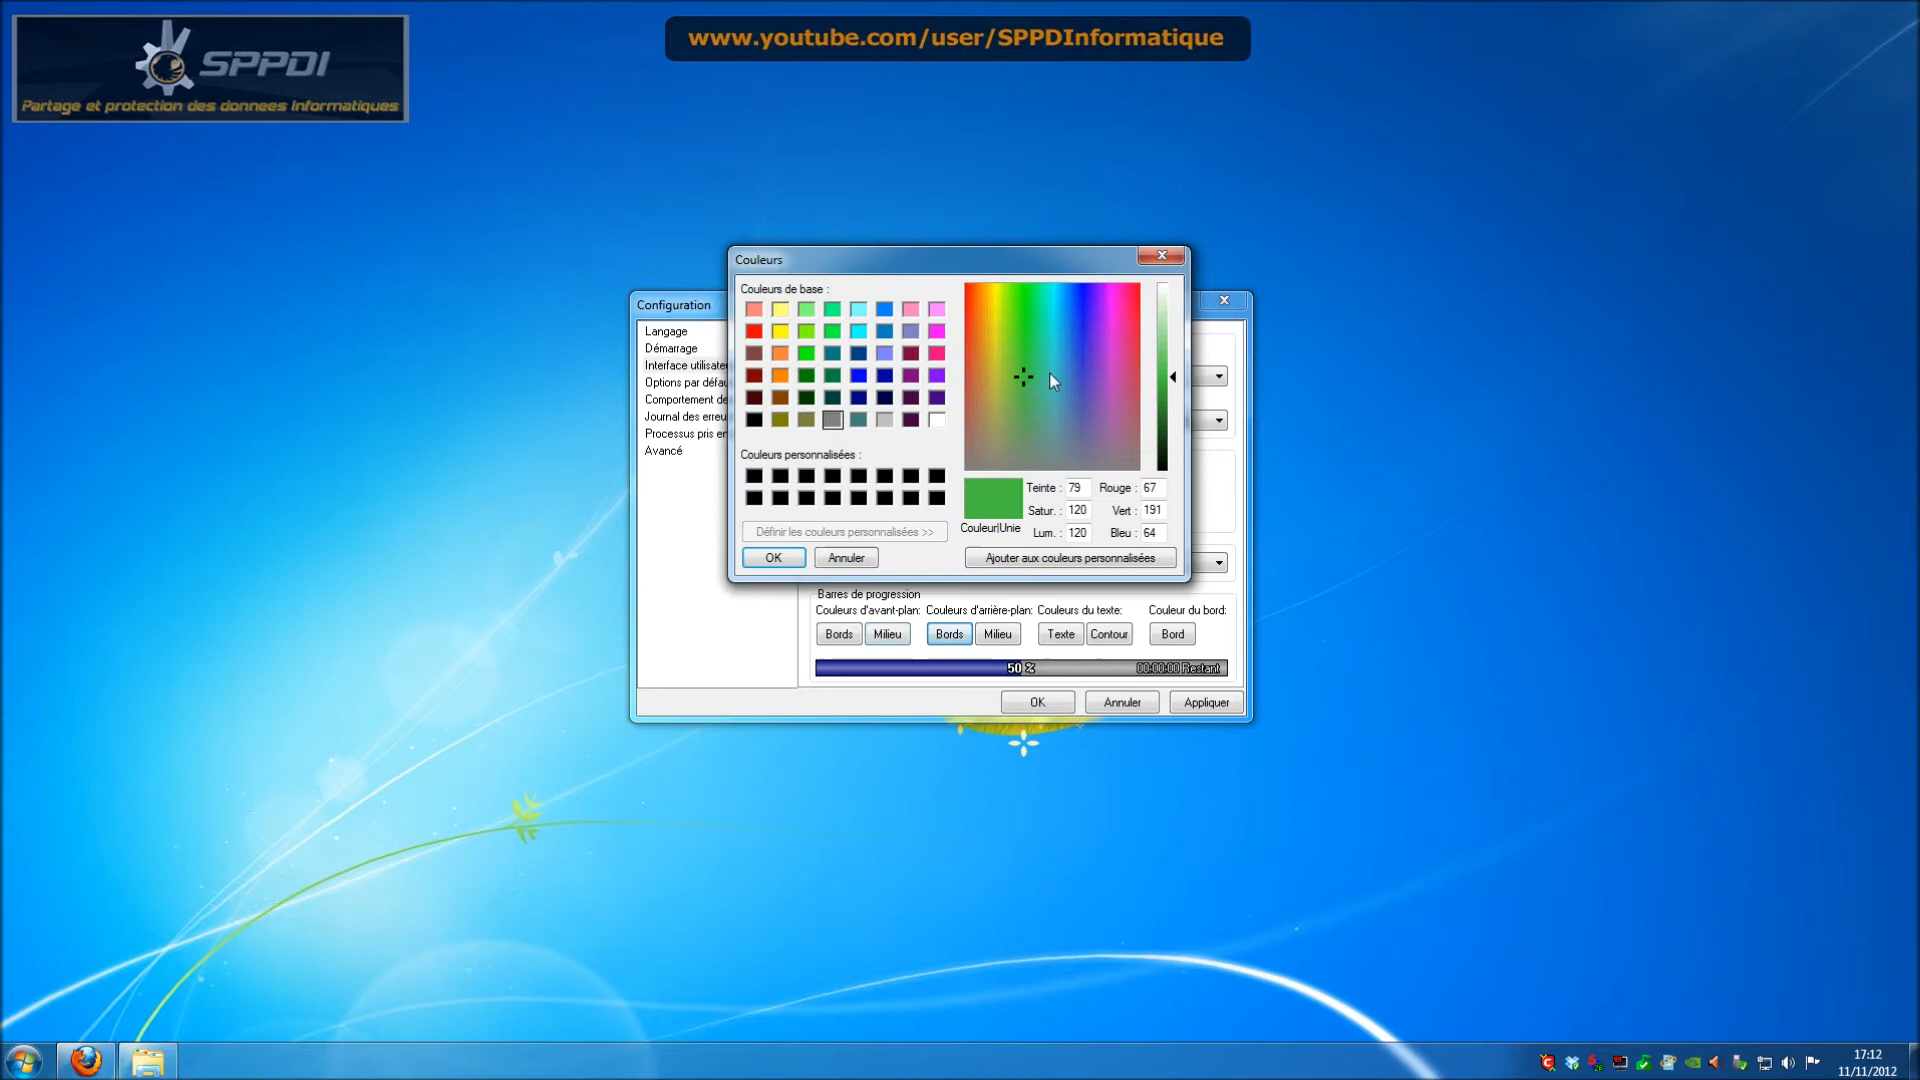 SPPDI
Partage et protection des donnees Informatiques
www.youtube.com/user/SPPDInformatique
Couleurs
Couleurs de base :
Couleurs personnalisées :
Définir les couleurs personnalisées >>
OK
Annuler
Couleur|Unie
Teinte : 79
Rouge : 67
Satur. : 120
Vert : 191
Lum. : 120
Bleu : 64
Ajouter aux couleurs personnalisées
Configuration
Langage
Démarrage
Interface utilisate
Options par défau
Comportement de
Journal des erreu
Processus pris en
Avancé
Barres de progression
Couleurs d'avant-plan: Couleurs d'arrière-plan: Couleurs du texte: Couleur du bord:
Bords Milieu Bords Milieu Texte Contour Bord
50 % 00:00:00 Restant
OK Annuler Appliquer
17:12
11/11/2012